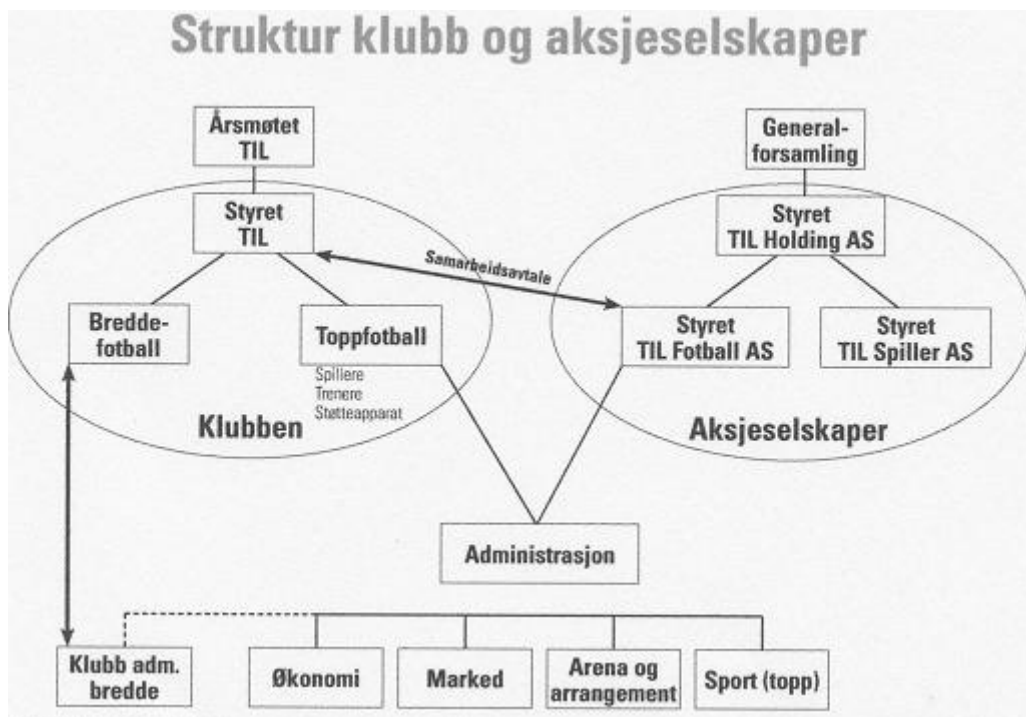 Struktur klubb og aksjeselskaper
Årsmøtet
TIL
General-
forsamling
Styret
TIL
Styret
TIL Holding AS
Samarbeidsavtale
Bredde-
fotball
Toppfotball
Styret
TIL Fotball AS
Styret
TIL Spiller AS
Spillere
Trenere
Støtteapparat
Klubben
Aksjeselskaper
Administrasjon
Klubb adm.
bredde
Økonomi
Marked
Arena og
arrangement
Sport (topp)